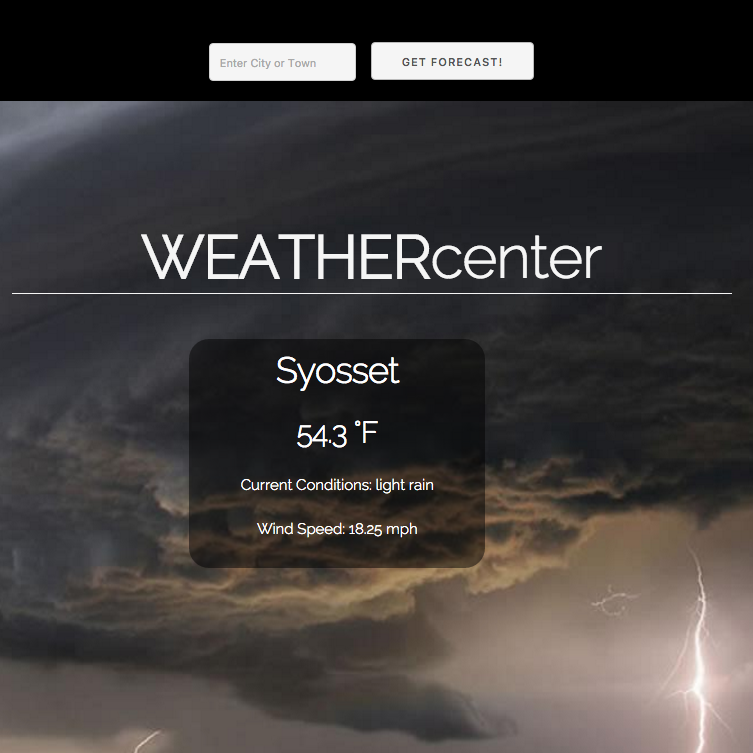 Enter City or Town
GET FORECAST!
WEATHERcenter
Syosset
54.3 °F
Current Conditions: light rain
Wind Speed: 18.25 mph